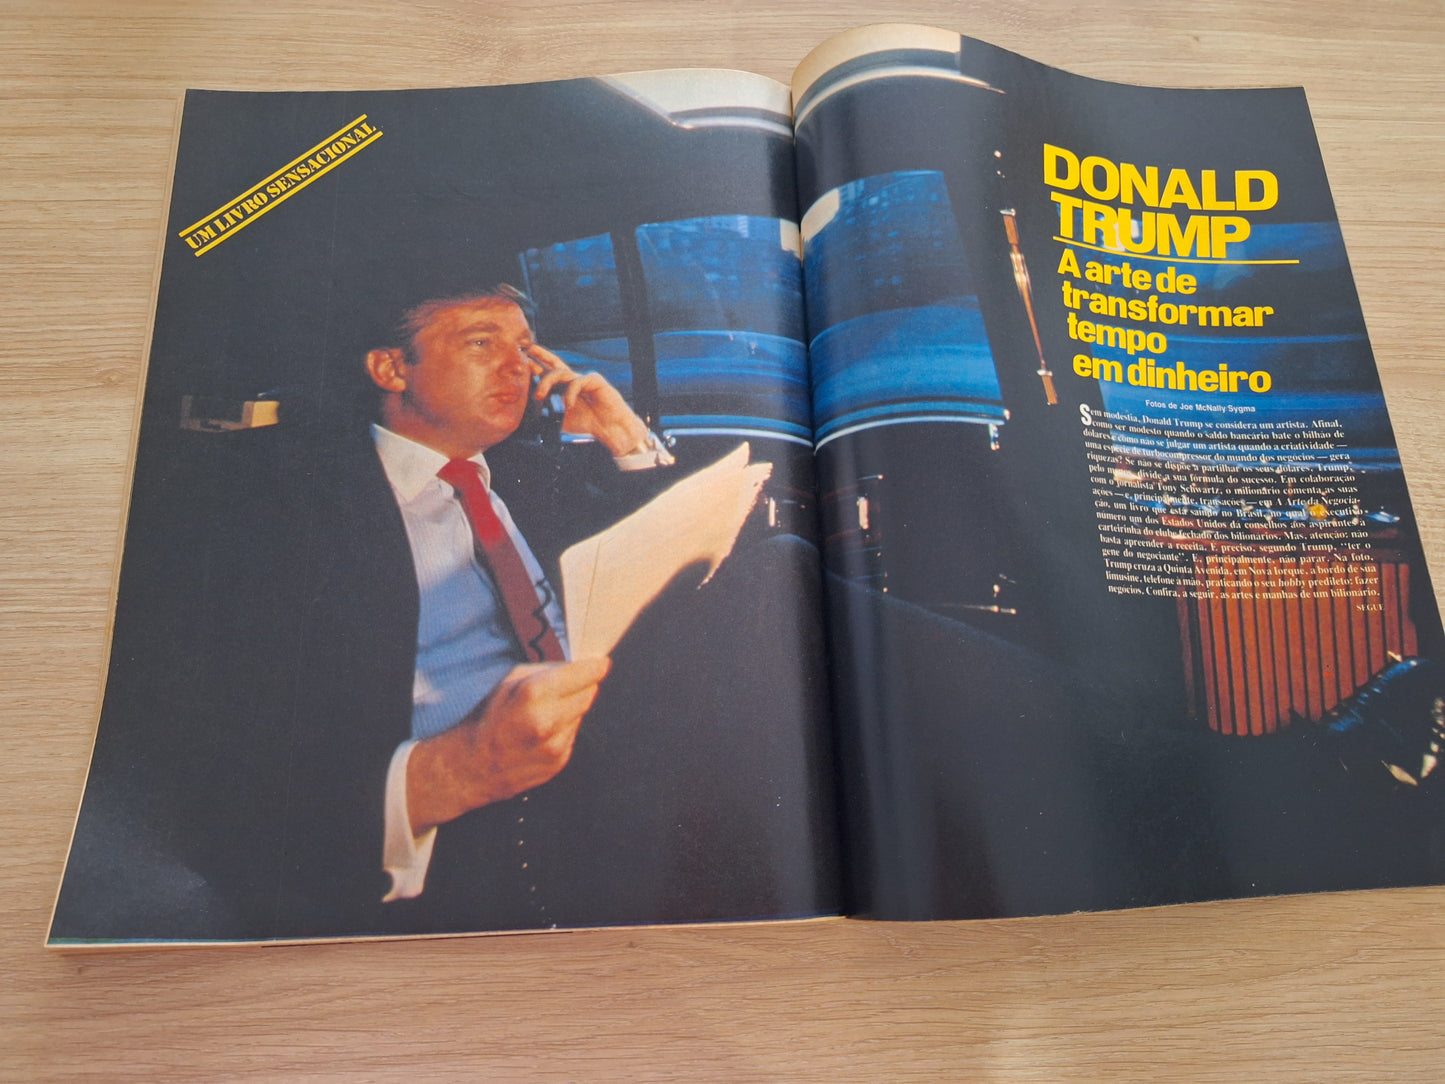 UM LIVRO SENSACIONAL
DONALD
TRUMP
A arte de
transformar
tempo
em dinheiro
Fotos de Joe McNally Sygma
Sem modestia, Donald Trump se considera um artista. Afinal,
como ser modesto quando o saldo bancário bate o bilhão de
dólares e como não se julgar um artista quando a criatividade —
uma espécie de turbocompressor do mundo dos negócios — gera
riquezas? Se não se dispõe a partilhar os seus dólares, Trump,
pelo menos, divide a sua fórmula do sucesso. Em colaboração
com o jornalista Tony Schwartz, o milionário comenta as suas
ações — e, principalmente, transações — em A Arte da Negocia-
ção, um livro que está saindo no Brasil, no qual o executivo
número um dos Estados Unidos dá conselhos aos aspirantes à
carteirinha do clube fechado dos bilionários. Mas, atenção: não
basta apreender a receita. É preciso, segundo Trump, "ter o
gene do negociante". E, principalmente, não parar. Na foto,
Trump cruza a Quinta Avenida, em Nova Iorque, a bordo de sua
limusine, telefone à mão, praticando o seu hobby predileto: fazer
negócios. Confira, a seguir, as artes e manhas de um bilionário.
SEGUE